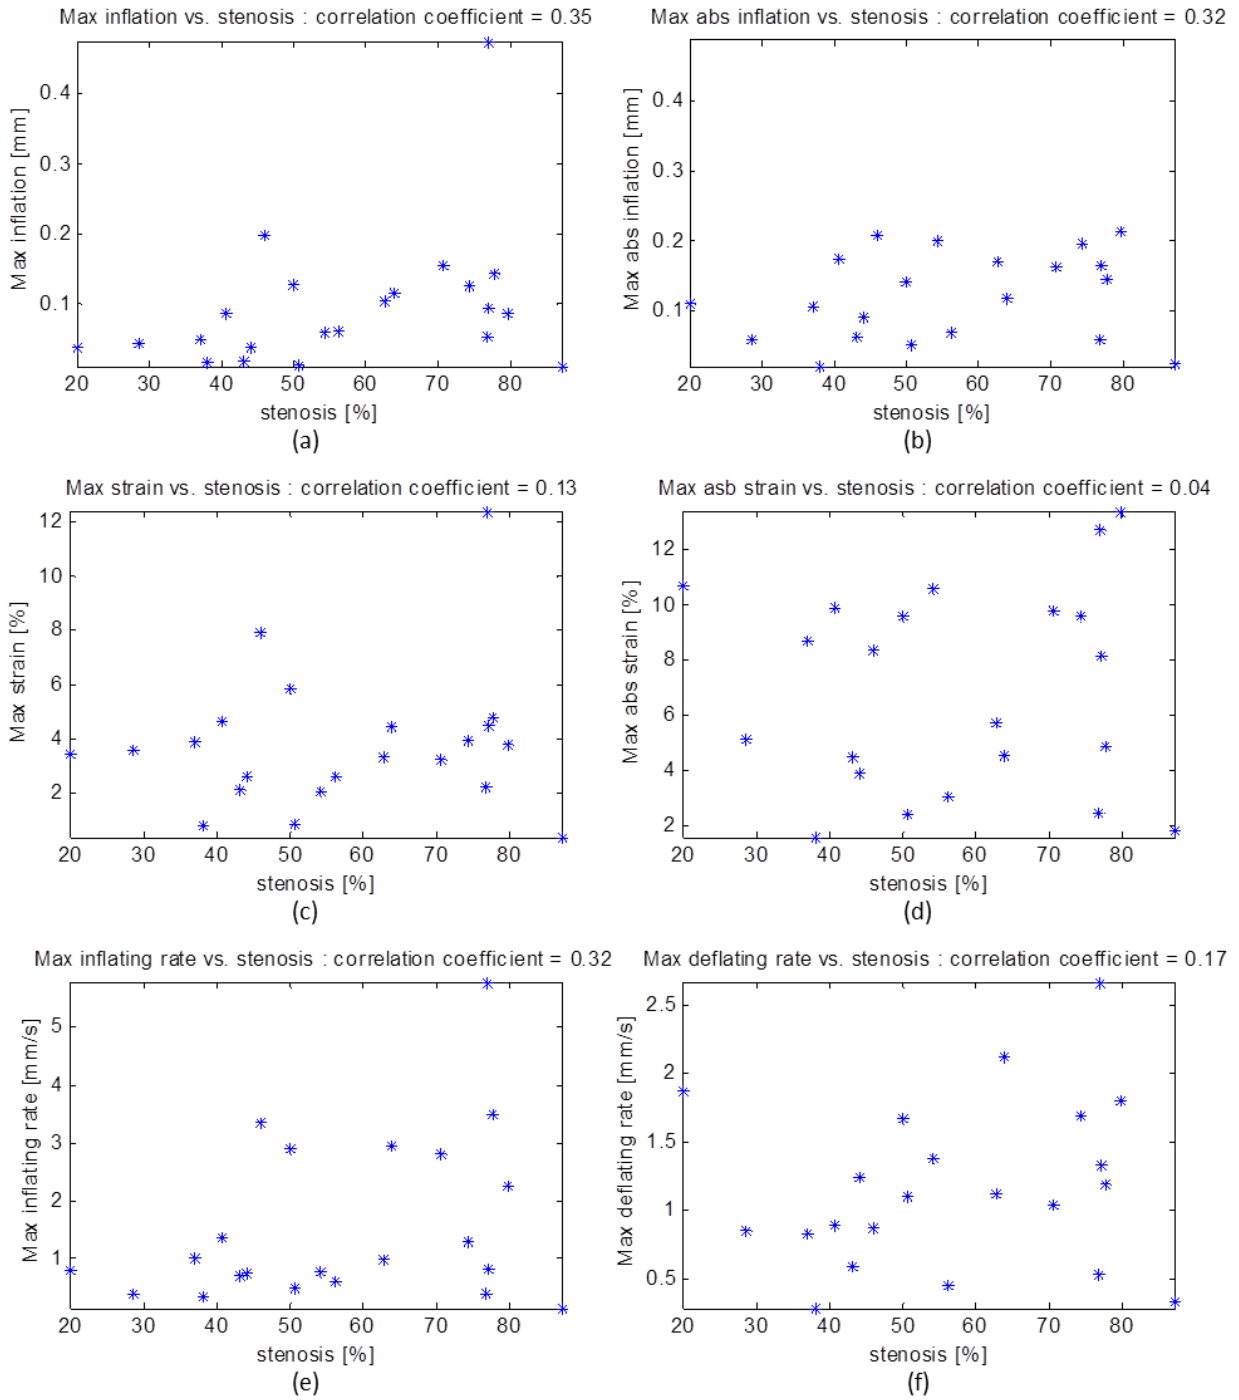 Max inflation vs. stenosis : correlation coefficient = 0.35
Max inflation [mm]
0.4
0.3
0.2
0.1
20 30 40 50 60 70 80
stenosis [%]
(a)
Max abs inflation vs. stenosis : correlation coefficient = 0.32
Max abs inflation [mm]
0.4
0.3
0.2
0.1
20 30 40 50 60 70 80
stenosis [%]
(b)
Max strain vs. stenosis : correlation coefficient = 0.13
Max strain [%]
12
10
8
6
4
2
20 30 40 50 60 70 80
stenosis [%]
(c)
Max asb strain vs. stenosis : correlation coefficient = 0.04
Max abs strain [%]
12
10
8
6
4
2
20 30 40 50 60 70 80
stenosis [%]
(d)
Max inflating rate vs. stenosis : correlation coefficient = 0.32
Max inflating rate [mm/s]
5
4
3
2
1
20 30 40 50 60 70 80
stenosis [%]
(e)
Max deflating rate vs. stenosis : correlation coefficient = 0.17
Max deflating rate [mm/s]
2.5
2
1.5
1
0.5
20 30 40 50 60 70 80
stenosis [%]
(f)